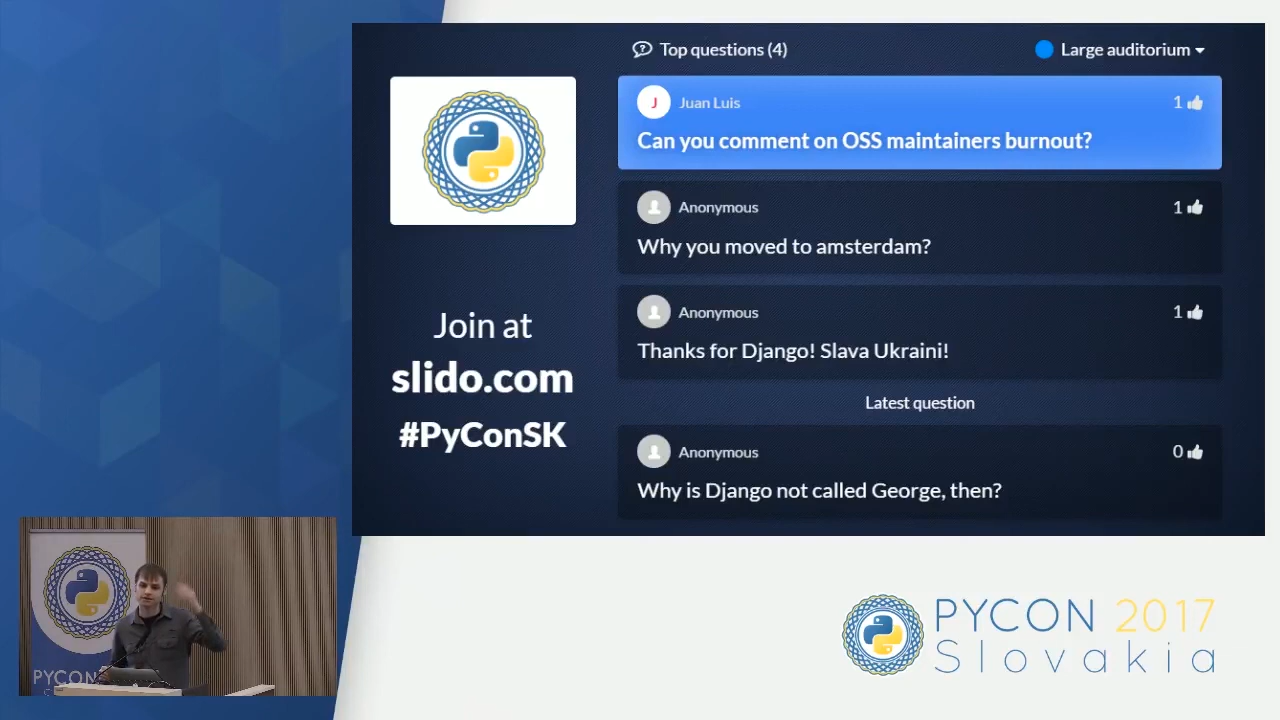 Top questions (4)
Large auditorium
J
Juan Luis
1
Can you comment on OSS maintainers burnout?
Anonymous
1
Why you moved to amsterdam?
Anonymous
1
Thanks for Django! Slava Ukraini!
Latest question
Anonymous
0
Why is Django not called George, then?
Join at
slido.com
#PyConSK
PYCON
PYCON 2017
Slovakia